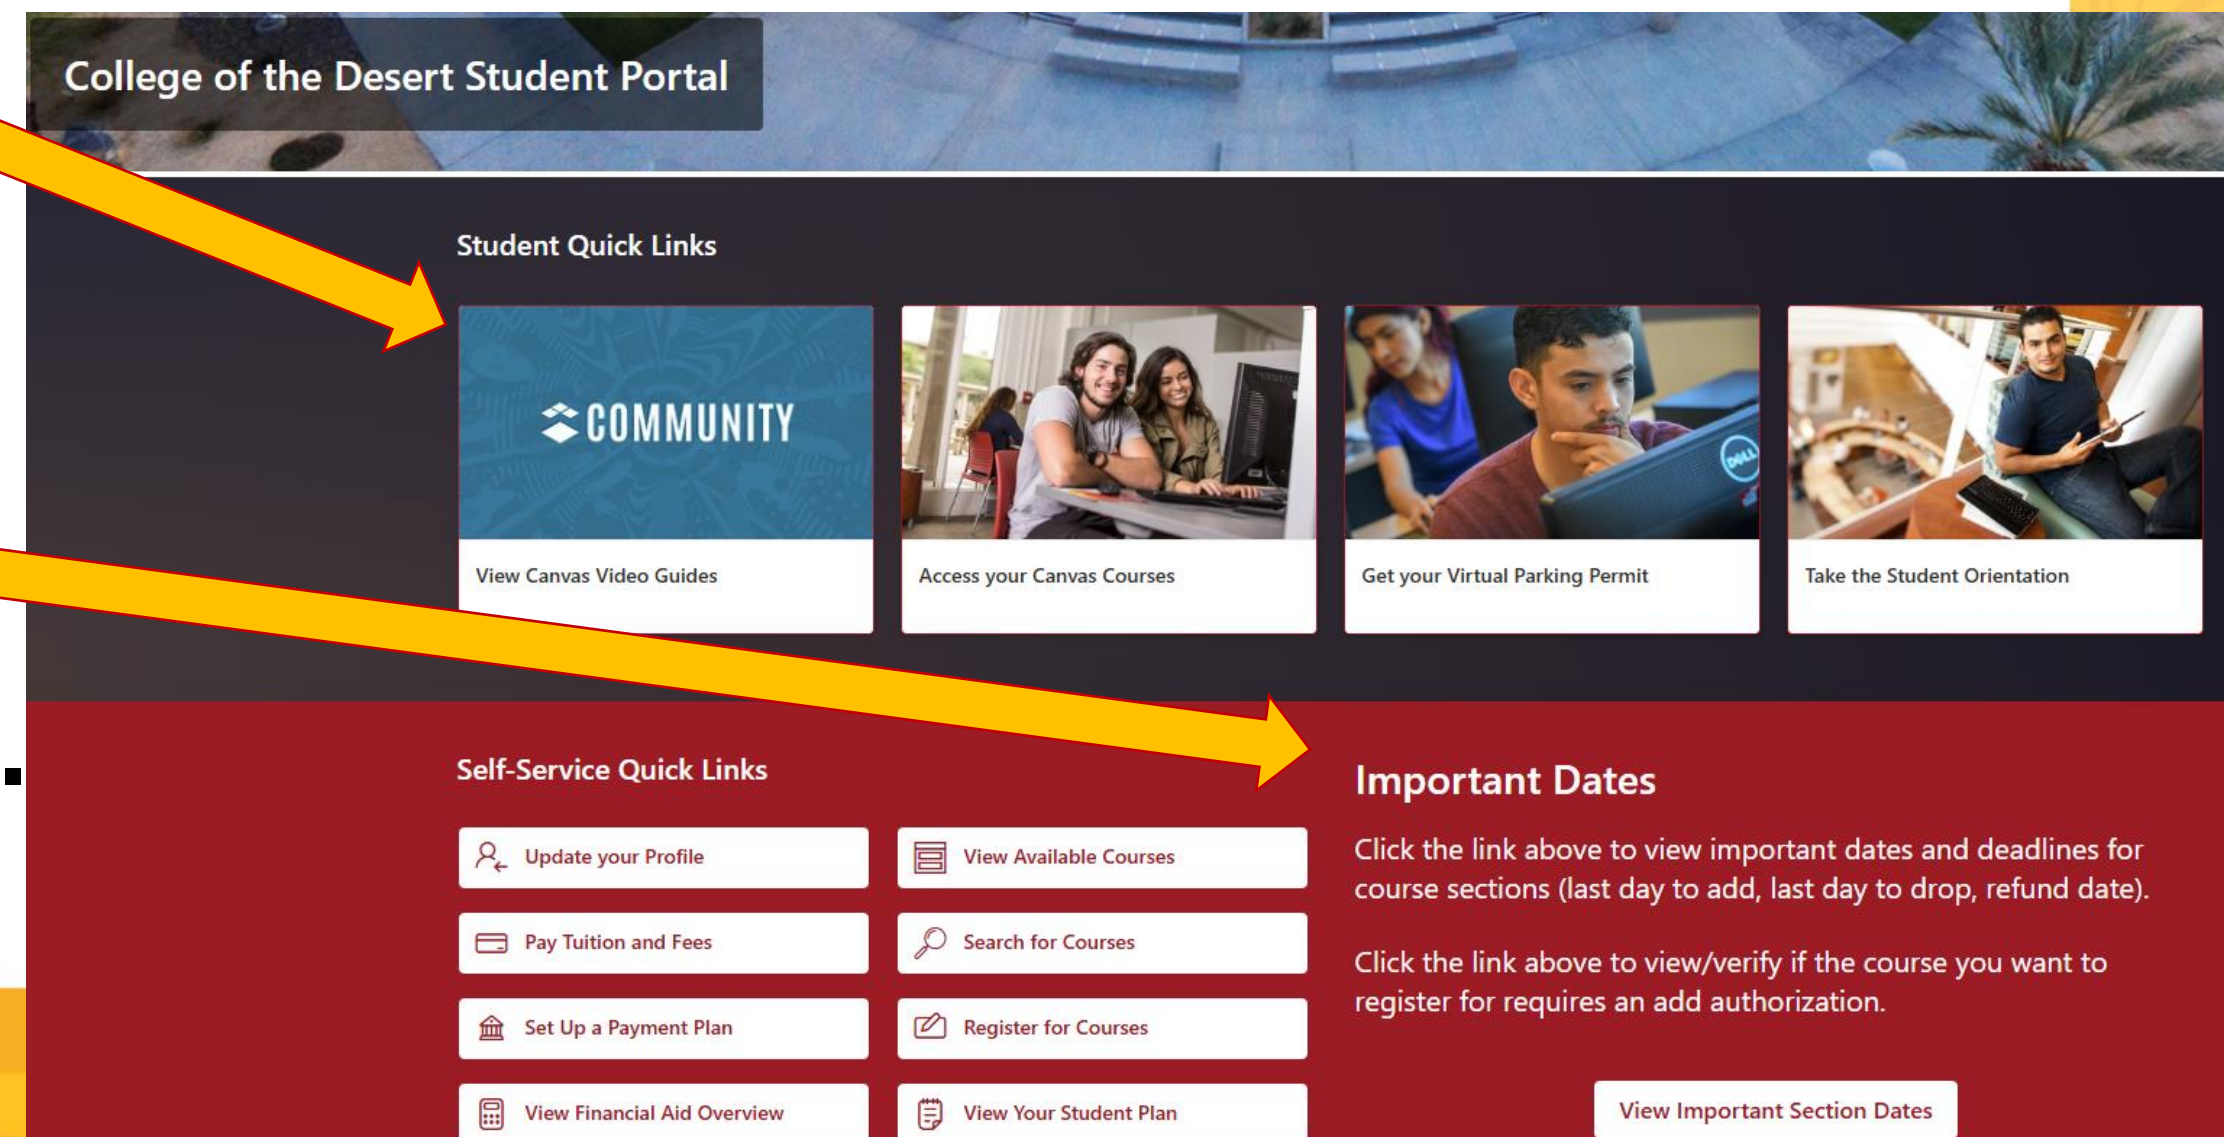 College of the Desert Student Portal
Student Quick Links
COMMUNITY
DELL
View Canvas Video Guides
Access your Canvas Courses
Get your Virtual Parking Permit
Take the Student Orientation
Self-Service Quick Links
Update your Profile
View Available Courses
Pay Tuition and Fees
Search for Courses
Set Up a Payment Plan
Register for Courses
View Financial Aid Overview
View Your Student Plan
Important Dates
Click the link above to view important dates and deadlines for
course sections (last day to add, last day to drop, refund date).
Click the link above to view/verify if the course you want to
register for requires an add authorization.
View Important Section Dates